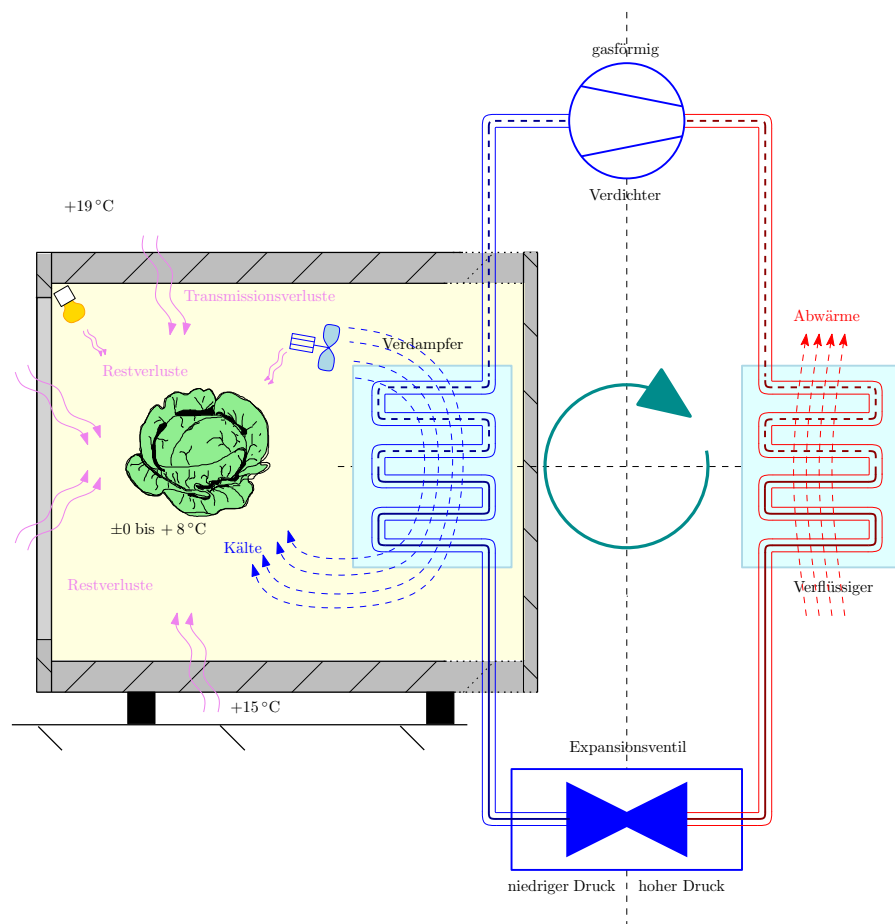 gasförmig
Verdichter
+19 °C
Transmissionsverluste
Abwärme
Verdampfer
Restverluste
±0 bis + 8 °C
Kälte
Restverluste
Verflüssiger
+15 °C
Expansionsventil
niedriger Druck
hoher Druck